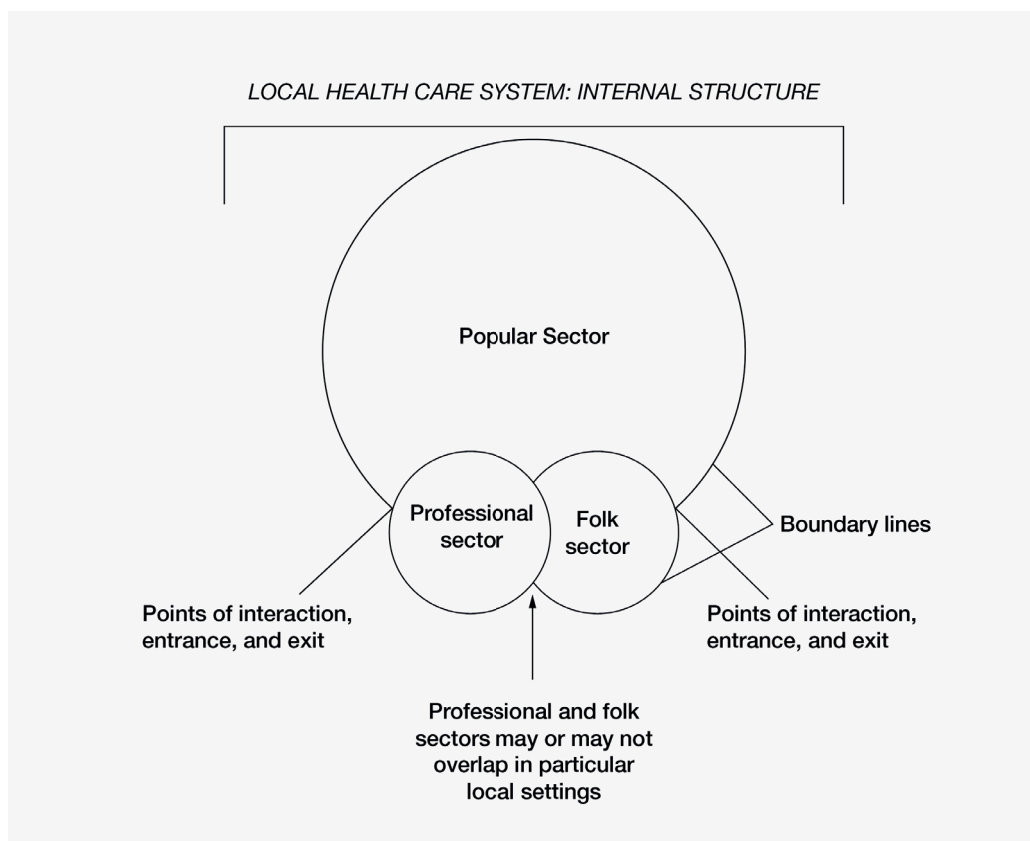 LOCAL HEALTH CARE SYSTEM: INTERNAL STRUCTURE
Popular Sector
Professional
sector
Folk
sector
Boundary lines
Points of interaction,
entrance, and exit
Points of interaction,
entrance, and exit
Professional and folk
sectors may or may not
overlap in particular
local settings